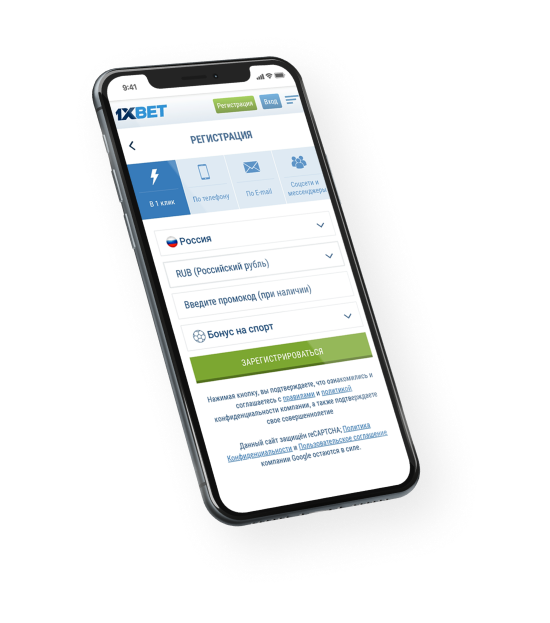 9:41
1XBET
Регистрация
Вход
РЕГИСТРАЦИЯ
В 1 клик
По телефону
По E-mail
Соцсети и
мессенджеры
Россия
RUB (Российский рубль)
Введите промокод (при наличии)
Бонус на спорт
ЗАРЕГИСТРИРОВАТЬСЯ
Нажимая кнопку, вы подтверждаете, что ознакомились и
соглашаетесь с правилами и политикой
конфиденциальности компании, а также подтверждаете
свое совершеннолетие
Данный сайт защищён reCAPTCHA; Политика
Конфиденциальности и Пользовательское соглашение
компании Google остаются в силе.